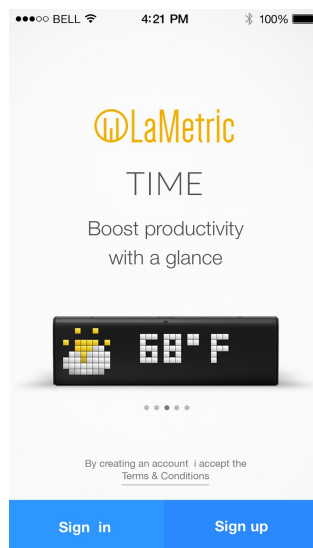 BELL 4:21 PM 100%
LaMetric
TIME
Boost productivity
with a glance
68°F
By creating an account i accept the
Terms & Conditions
Sign in Sign up